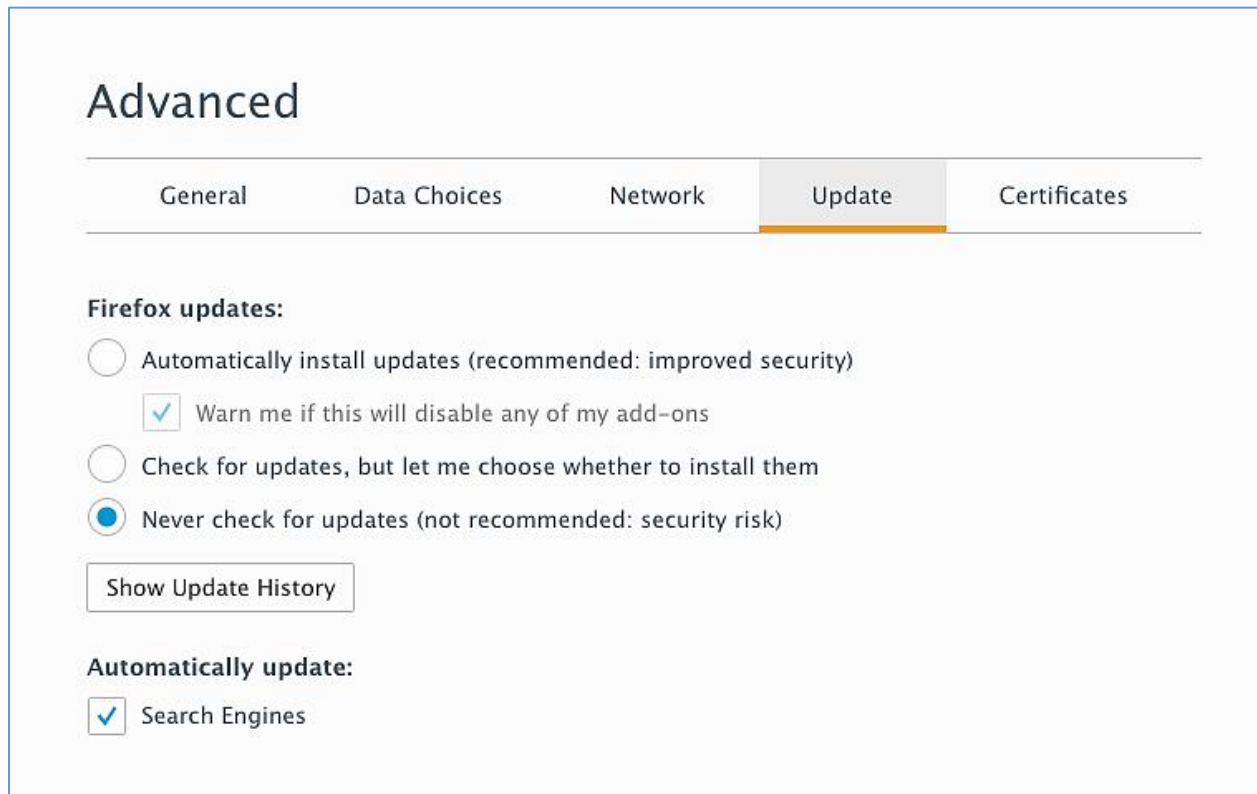 Advanced
General Data Choices Network Update Certificates
Firefox updates:
Automatically install updates (recommended: improved security)
Warn me if this will disable any of my add-ons
Check for updates, but let me choose whether to install them
Never check for updates (not recommended: security risk)
Show Update History
Automatically update:
Search Engines